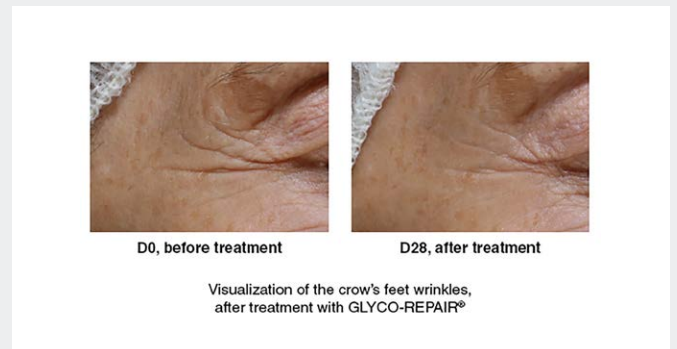 D0, before treatment
D28, after treatment
Visualization of the crow's feet wrinkles,
after treatment with GLYCO-REPAIR®